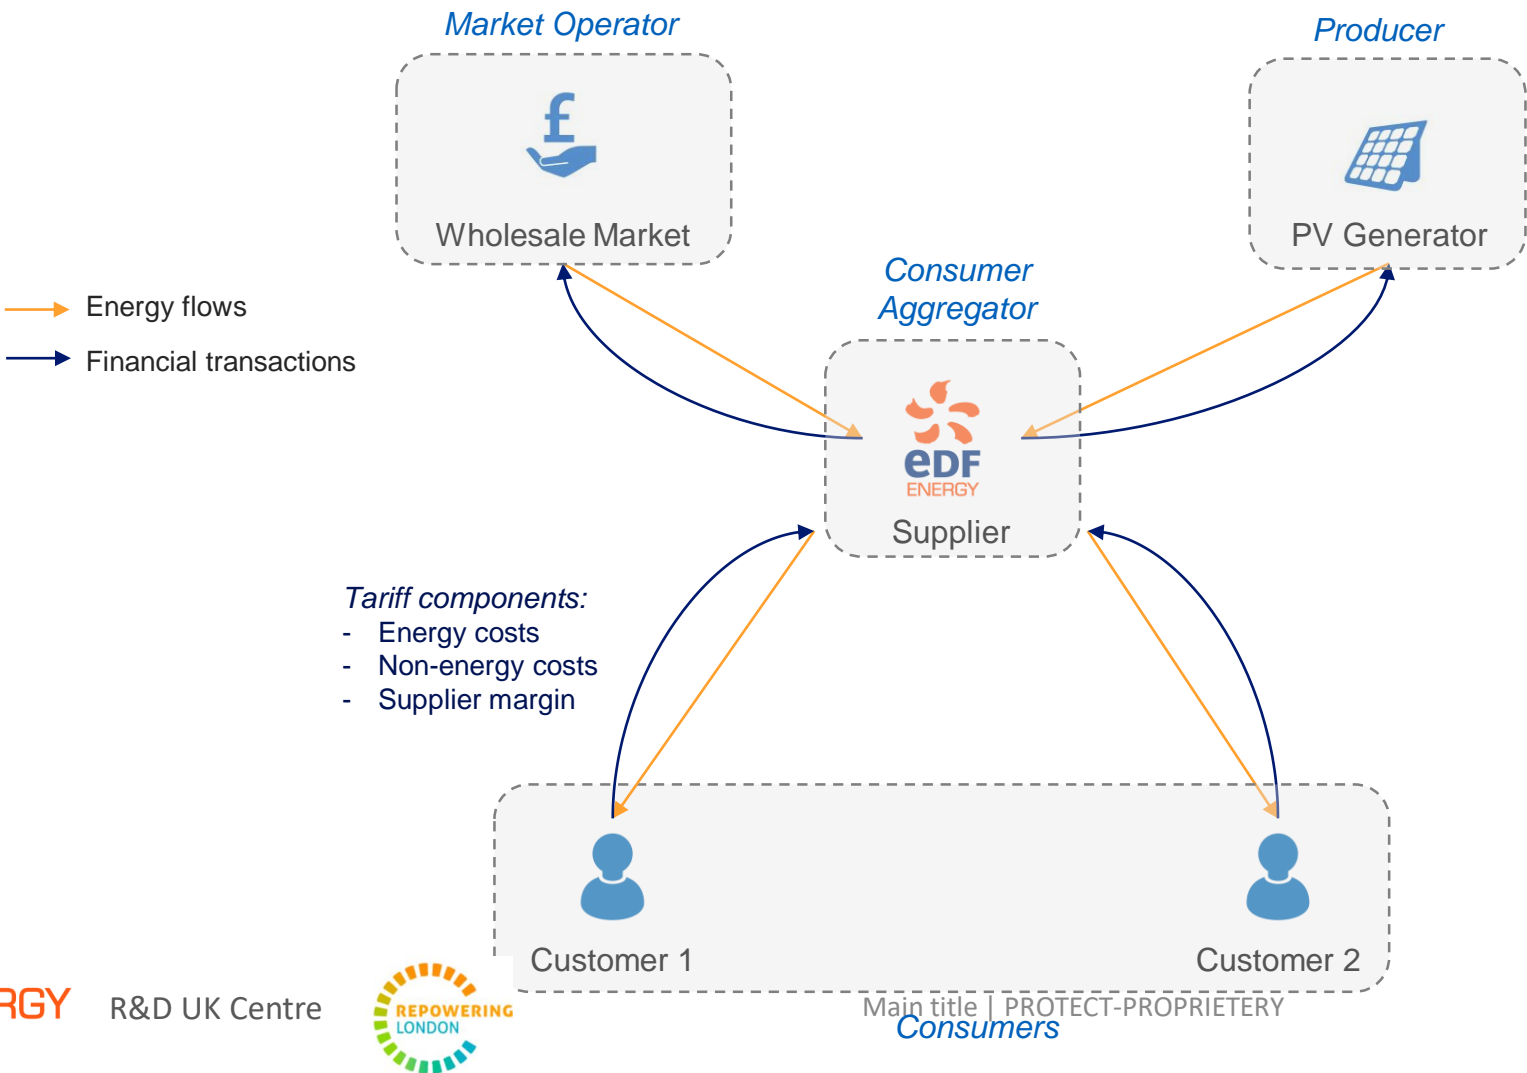 Market Operator
Producer
£
Wholesale Market
PV Generator
Consumer
Aggregator
Energy flows
Financial transactions
eDF
ENERGY
Supplier
Tariff components:
- Energy costs
- Non-energy costs
- Supplier margin
Customer 1
Customer 2
RGY
R&D UK Centre
REPOWERING
LONDON
Main title | PROTECT-PROPRIETERY
Consumers